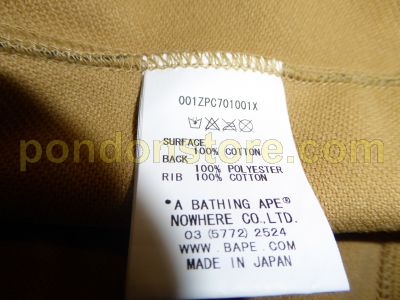 001ZPC701001X
SURFACE
100% COTTON
BACK
100% POLYESTER
RIB 100% COTTON
*A BATHING APE®
NOWHERE CO.,LTD.
03 (5772) 2524
WWW.BAPE.COM
MADE IN JAPAN
pondonstore.com